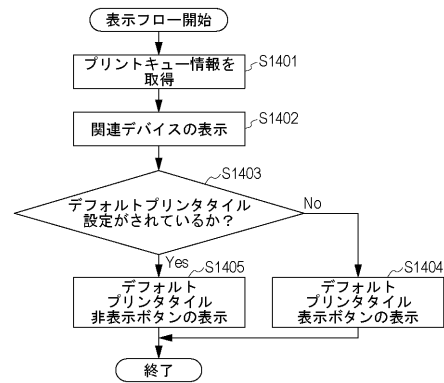 表示フロー開始
プリントキュー情報を
取得
S1401
関連デバイスの表示
S1402
デフォルトプリンタタイル
設定がされているか？
S1403
No
Yes
デフォルト
プリンタタイル
非表示ボタンの表示
S1405
デフォルト
プリンタタイル
表示ボタンの表示
S1404
終了